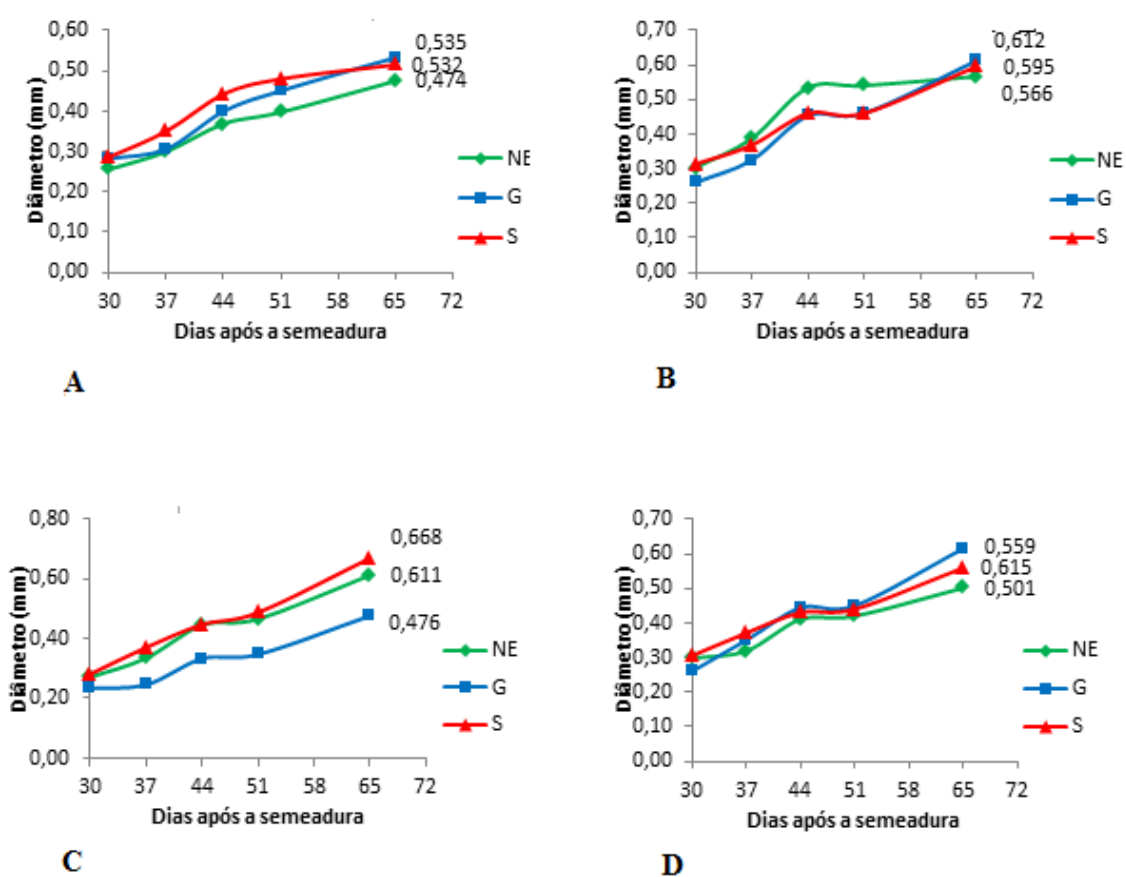 0,60
0,50
0,40
0,30
0,20
0,10
0,00
Diâmetro (mm)
30 37 44 51 58 65 72
Dias após a semeadura
0,535
0,532
0,474
NE
G
S
A
0,70
0,60
0,50
0,40
0,30
0,20
0,10
0,00
Diâmetro (mm)
30 37 44 51 58 65 72
Dias após a semeadura
0,612
0,595
0,566
NE
G
S
B
0,80
0,60
0,40
0,20
0,00
Diâmetro (mm)
30 37 44 51 58 65 72
Dias após a semeadura
0,668
0,611
0,476
NE
G
S
C
0,70
0,60
0,50
0,40
0,30
0,20
0,10
0,00
Diâmetro (mm)
30 37 44 51 58 65 72
Dias após a semeadura
0,559
0,615
0,501
NE
G
S
D